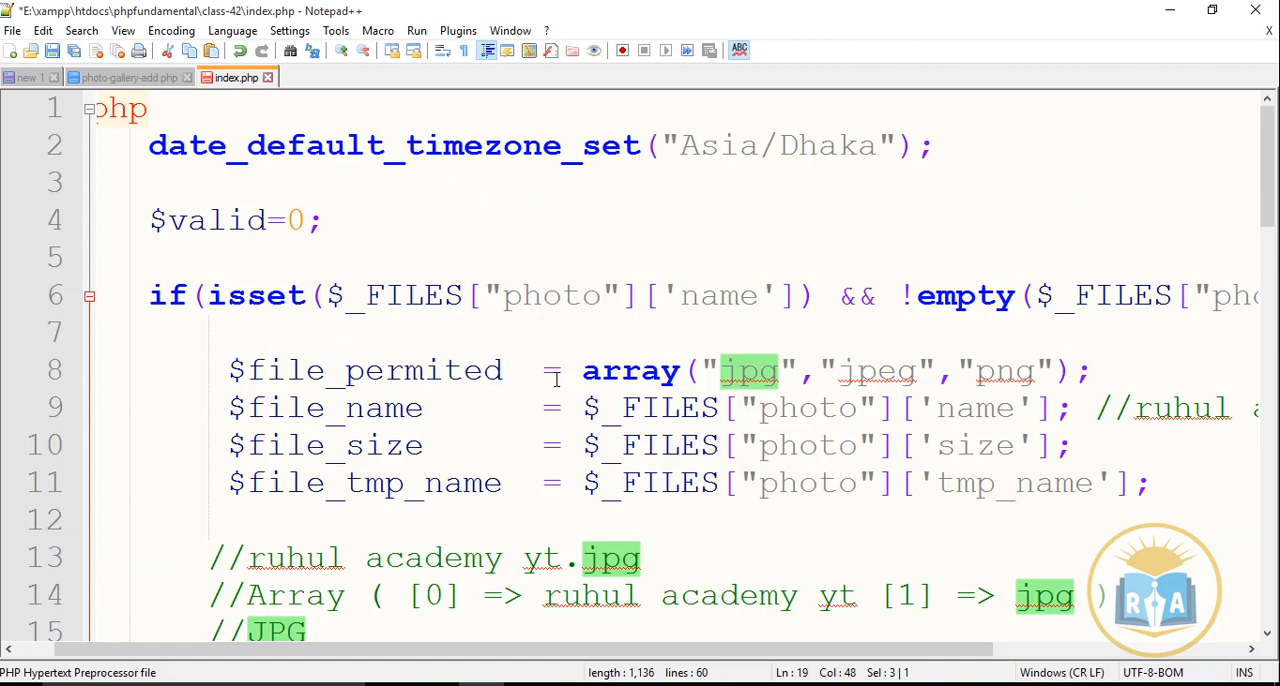 *E:\xampp\htdocs\phpfundamental\class-42\index.php - Notepad++
File Edit Search View Encoding Language Settings Tools Macro Run Plugins Window ? X
ABC
new 1 photo-gallery-add.php index.php
1 php
2 date_default_timezone_set("Asia/Dhaka");
3
4 $valid=0;
5
6 if(isset($_FILES["photo"]['name']) && !empty($_FILES["pho
7
8 $file_permited = array("jpg","jpeg","png");
9 $file_name = $_FILES["photo"]['name']; //ruhul a
10 $file_size = $_FILES["photo"]['size'];
11 $file_tmp_name = $_FILES["photo"]['tmp_name'];
12
13 //ruhul academy yt.jpg
14 //Array ( [0] => ruhul academy yt [1] => jpg )
15 //JPG
R A
PHP Hypertext Preprocessor file length : 1,136 lines : 60 Ln : 19 Col : 48 Sel : 3 | 1 Windows (CR LF) UTF-8-BOM INS